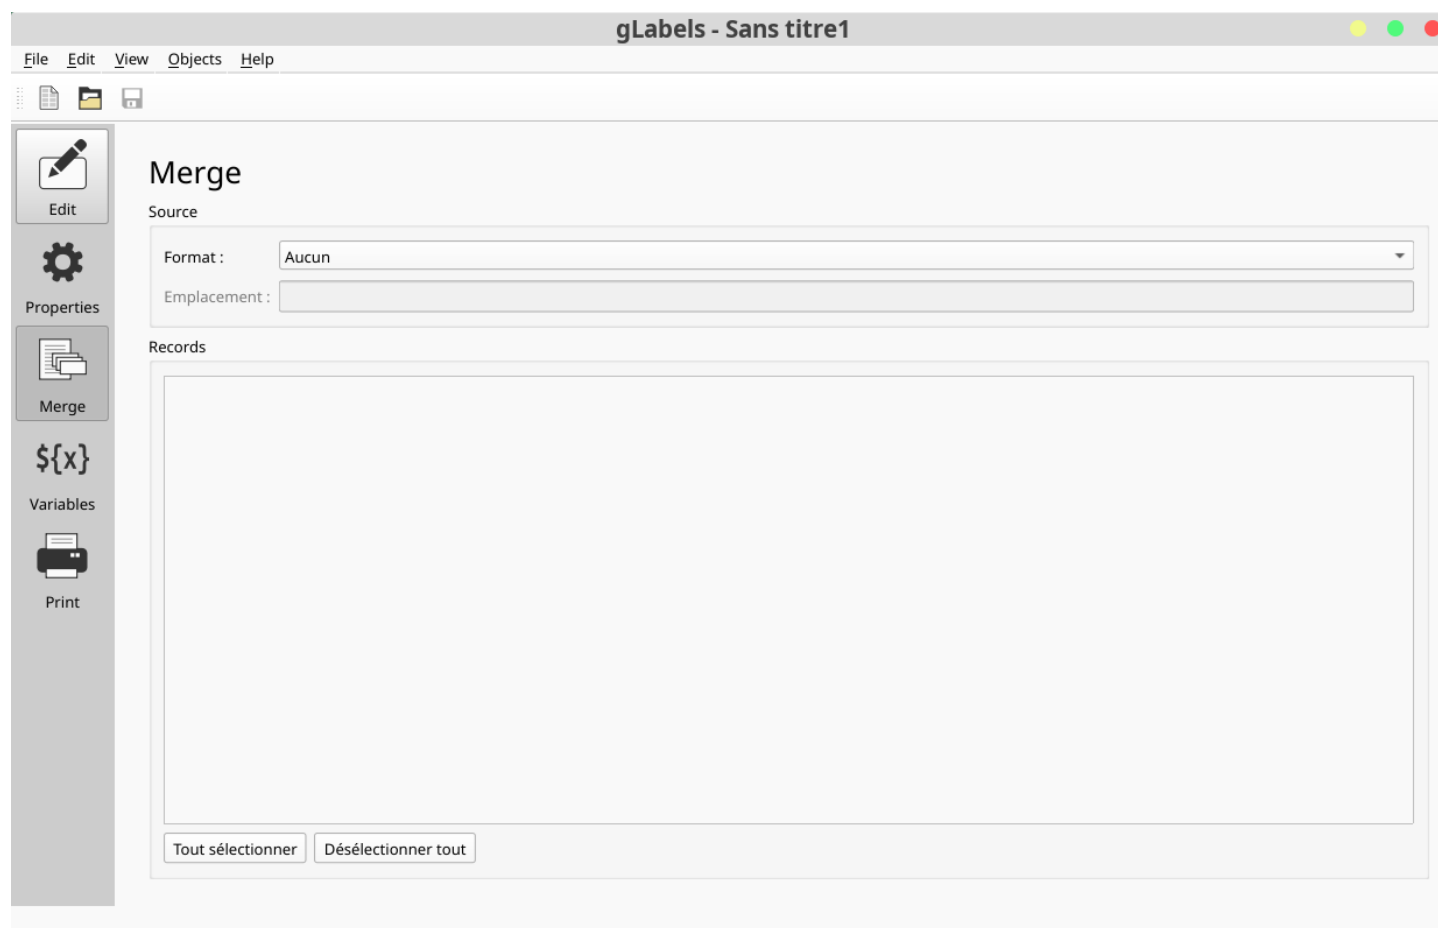 gLabels - Sans titre1
File Edit View Objects Help
Edit
Properties
Merge
${x}
Variables
Print
Merge
Source
Format : Aucun
Emplacement :
Records
Tout sélectionner Désélectionner tout